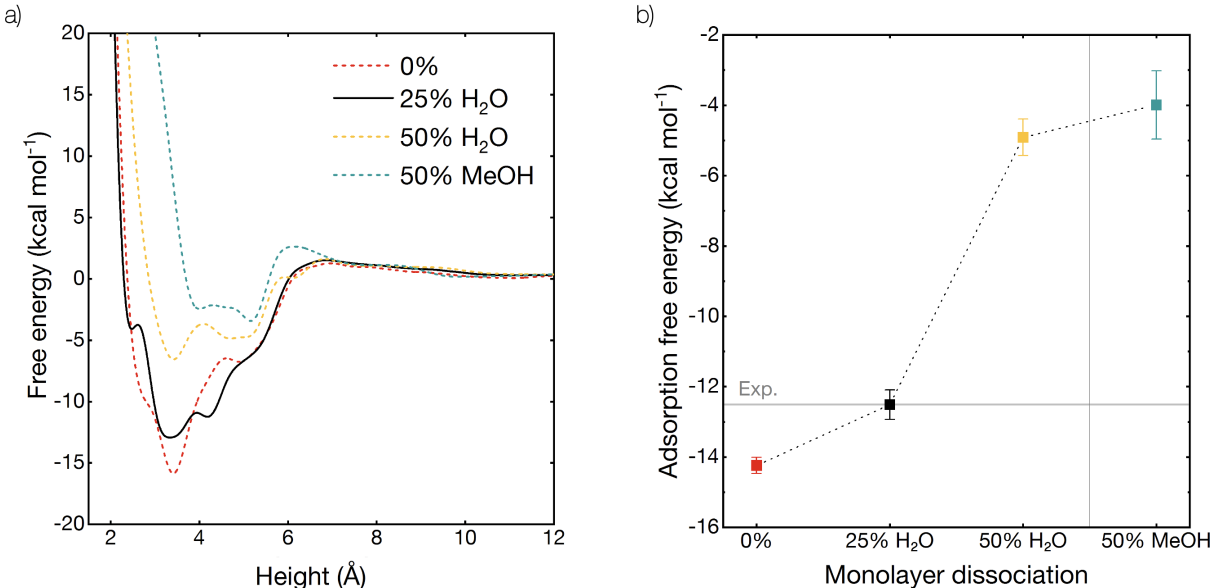 a)
20
15
10
5
0
-5
-10
-15
-20
2
4
6
8
10
12
Free energy (kcal mol⁻¹)
Height (Å)
0%
25% H₂O
50% H₂O
50% MeOH
b)
-2
-4
-6
-8
-10
-12
-14
-16
Adsorption free energy (kcal mol⁻¹)
Exp.
0%
25% H₂O
50% H₂O
50% MeOH
Monolayer dissociation